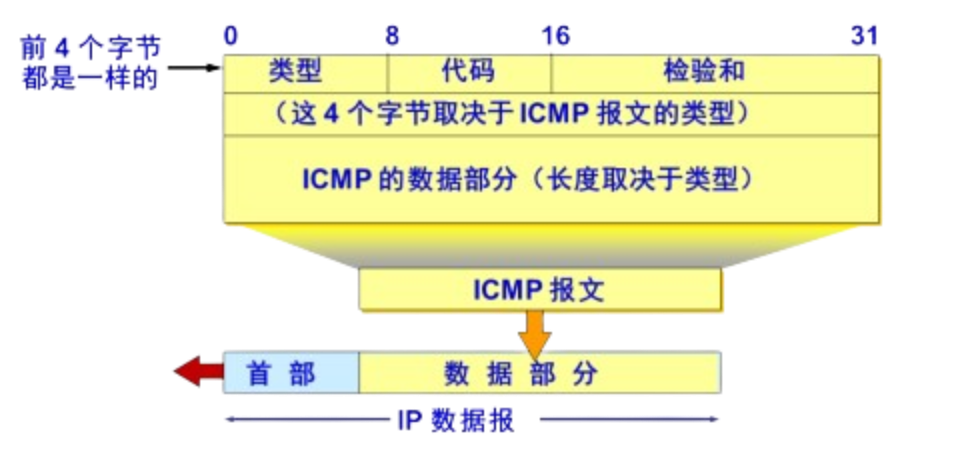 0 8 16 31
前 4 个字节
都是一样的
类型 代码 检验和
（这 4 个字节取决于 ICMP 报文的类型）
ICMP 的数据部分（长度取决于类型）
ICMP 报文
首 部 数 据 部 分
IP 数据报